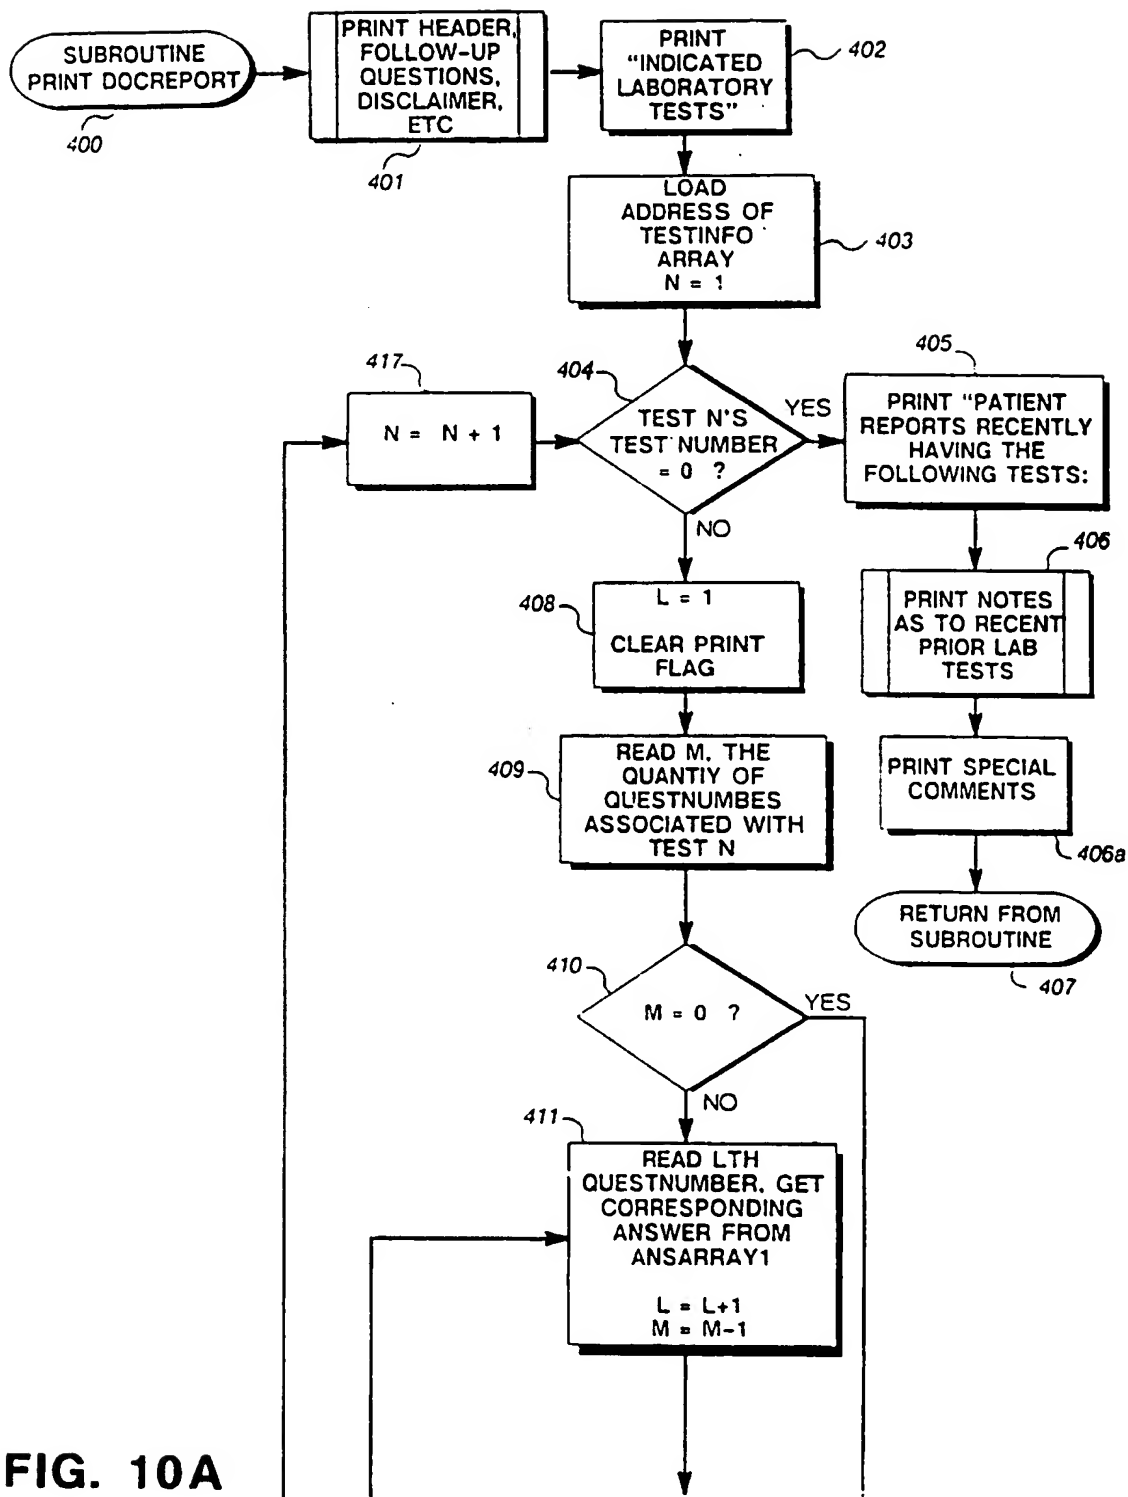 SUBROUTINE
PRINT DOCREPORT
400
PRINT HEADER,
FOLLOW-UP
QUESTIONS,
DISCLAIMER,
ETC
401
PRINT
"INDICATED
LABORATORY
TESTS"
402
LOAD
ADDRESS OF
TESTINFO
ARRAY
N = 1
403
417
N = N + 1
404
TEST N'S
TEST NUMBER
= 0 ?
YES
NO
405
PRINT "PATIENT
REPORTS RECENTLY
HAVING THE
FOLLOWING TESTS:
406
PRINT NOTES
AS TO RECENT
PRIOR LAB
TESTS
PRINT SPECIAL
COMMENTS
406a
RETURN FROM
SUBROUTINE
407
408
L = 1
CLEAR PRINT
FLAG
409
READ M, THE
QUANTIY OF
QUESTNUMBES
ASSOCIATED WITH
TEST N
410
M = 0 ?
YES
NO
411
READ LTH
QUESTNUMBER, GET
CORRESPONDING
ANSWER FROM
ANSARRAY1
L = L+1
M = M-1
FIG. 10A